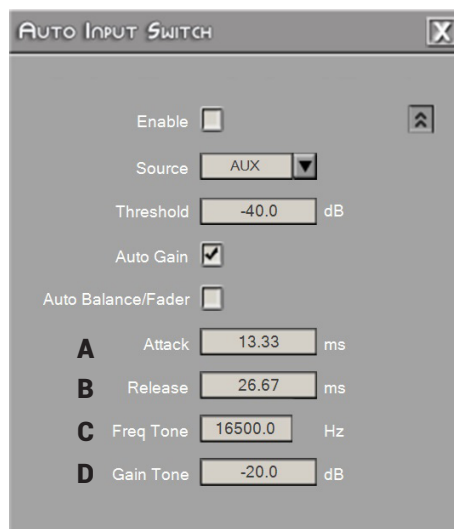 Auto Input Switch X
Enable
Source AUX
Threshold -40.0 dB
Auto Gain
Auto Balance/Fader
A Attack 13.33 ms
B Release 26.67 ms
C Freq Tone 16500.0 Hz
D Gain Tone -20.0 dB